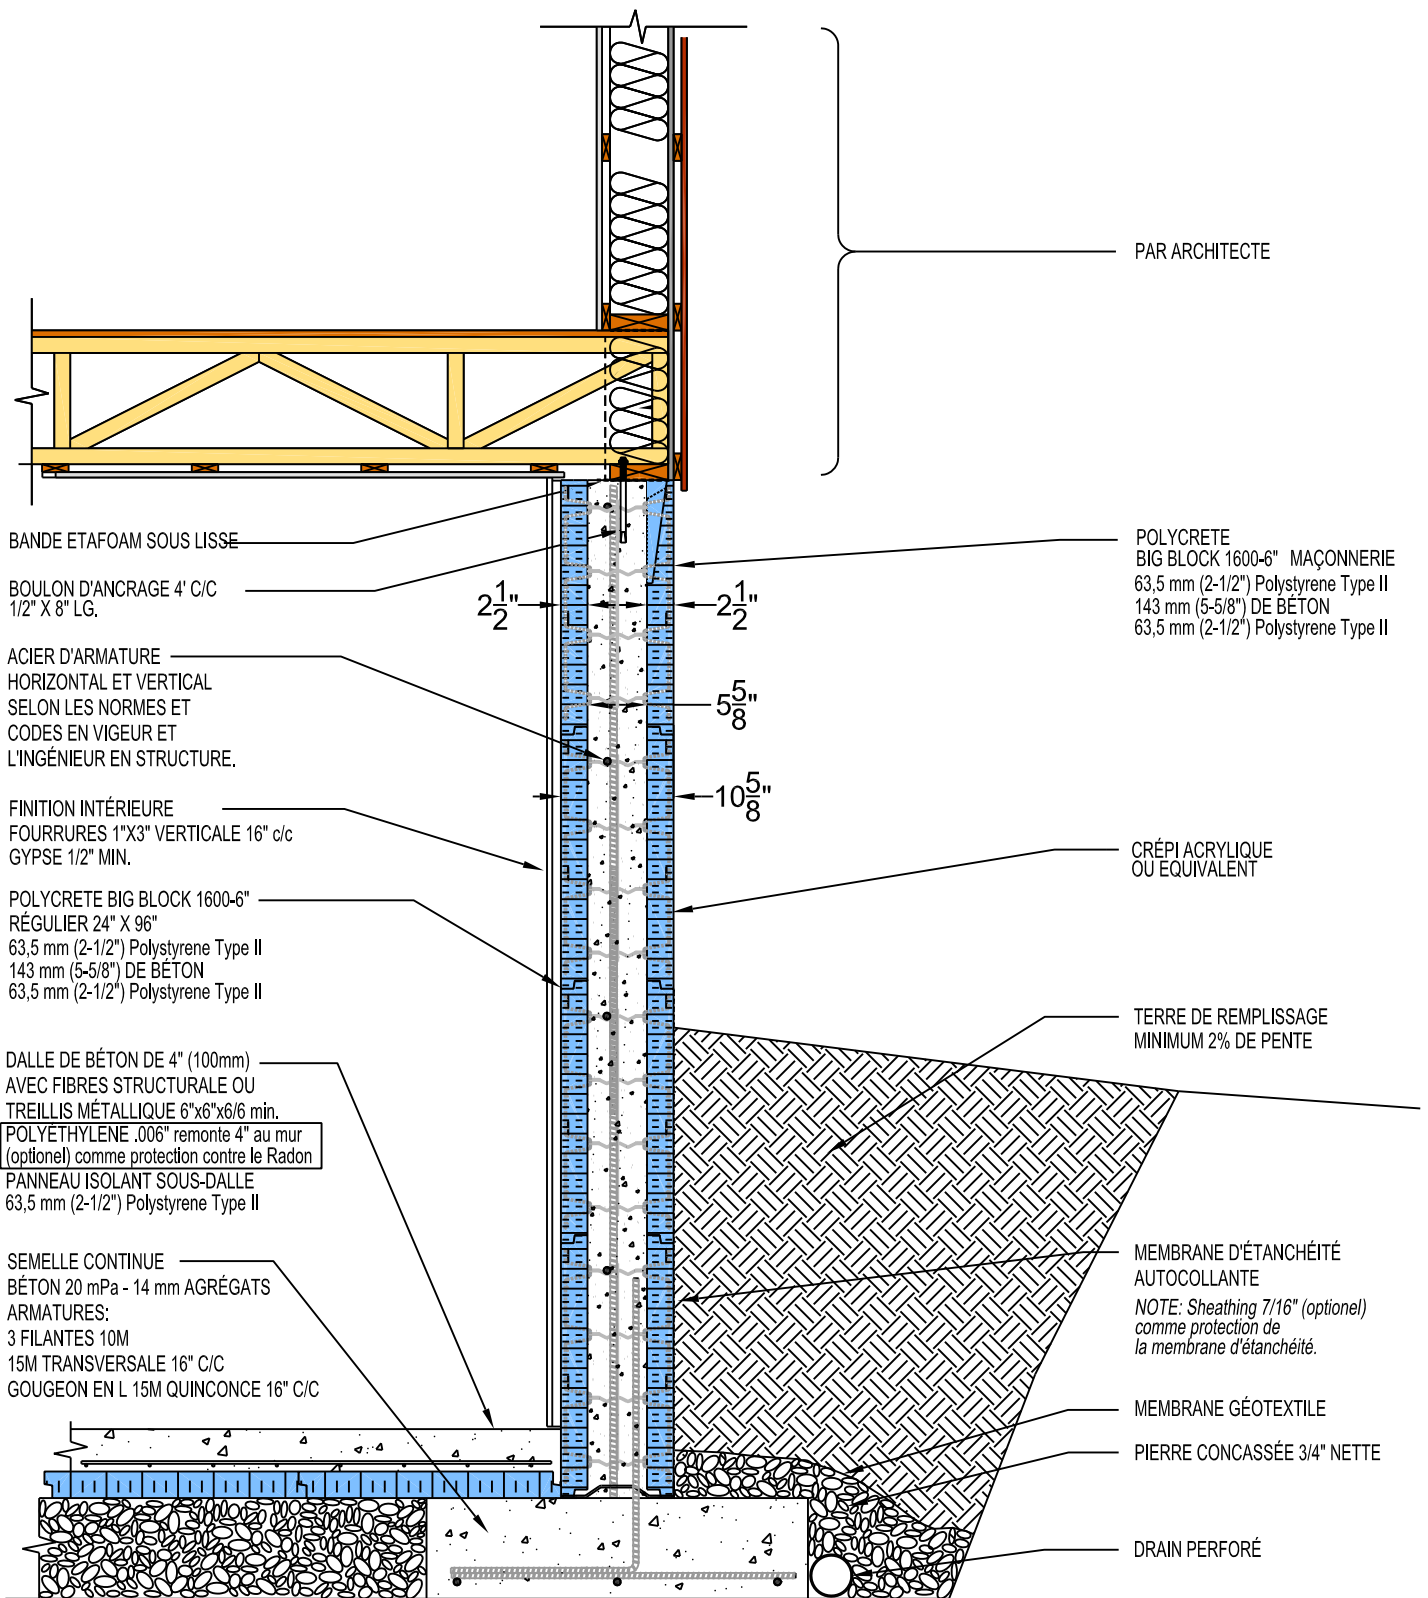 PAR ARCHITECTE
BANDE ETAFOAM SOUS LISSE
BOULON D'ANCRAGE 4' C/C
1/2" X 8" LG.
ACIER D'ARMATURE
HORIZONTAL ET VERTICAL
SELON LES NORMES ET
CODES EN VIGEUR ET
L'INGÉNIEUR EN STRUCTURE.
FINITION INTÉRIEURE
FOURRURES 1"X3" VERTICALE 16" c/c
GYPSE 1/2" MIN.
POLYCRETE BIG BLOCK 1600-6"
RÉGULIER 24" X 96"
63,5 mm (2-1/2") Polystyrene Type II
143 mm (5-5/8") DE BÉTON
63,5 mm (2-1/2") Polystyrene Type II
DALLE DE BÉTON DE 4" (100mm)
AVEC FIBRES STRUCTURALE OU
TREILLIS MÉTALLIQUE 6"x6"x6/6 min.
POLYÉTHYLENE .006" remonte 4" au mur
(optionel) comme protection contre le Radon
PANNEAU ISOLANT SOUS-DALLE
63,5 mm (2-1/2") Polystyrene Type II
SEMELLE CONTINUE
BÉTON 20 mPa - 14 mm AGRÉGATS
ARMATURES:
3 FILANTES 10M
15M TRANSVERSALE 16" C/C
GOUGEON EN L 15M QUINCONCE 16" C/C
2 1/2"
2 1/2"
5 5/8"
10 5/8"
POLYCRETE
BIG BLOCK 1600-6" MAÇONNERIE
63,5 mm (2-1/2") Polystyrene Type II
143 mm (5-5/8") DE BÉTON
63,5 mm (2-1/2") Polystyrene Type II
CRÉPI ACRYLIQUE
OU EQUIVALENT
TERRE DE REMPLISSAGE
MINIMUM 2% DE PENTE
MEMBRANE D'ÉTANCHÉITÉ
AUTOCOLLANTE
NOTE: Sheathing 7/16" (optionel)
comme protection de
la membrane d'étanchéité.
MEMBRANE GÉOTEXTILE
PIERRE CONCASSÉE 3/4" NETTE
DRAIN PERFORÉ